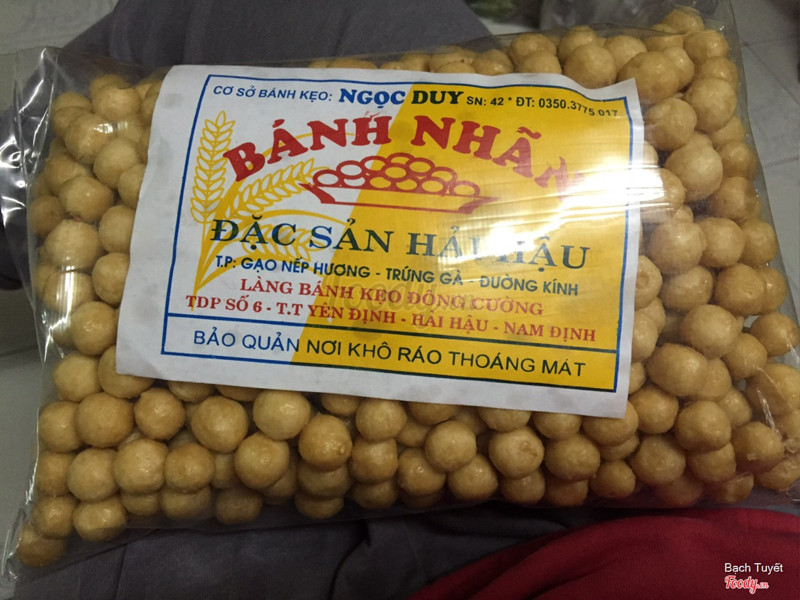 CƠ SỞ BÁNH KẸO: NGỌC DUY SN: 42 * ĐT: 0350.3775 017
BÁNH NHÃN
ĐẶC SẢN HẢI HẬU
T.P: GẠO NẾP HƯƠNG - TRỨNG GÀ - ĐƯỜNG KÍNH
LÀNG BÁNH KẸO ĐÔNG CƯỜNG
TDP SỐ 6 - T.T YÊN ĐỊNH - HẢI HẬU - NAM ĐỊNH
BẢO QUẢN NƠI KHÔ RÁO THOÁNG MÁT
Bạch Tuyết
Foody.vn